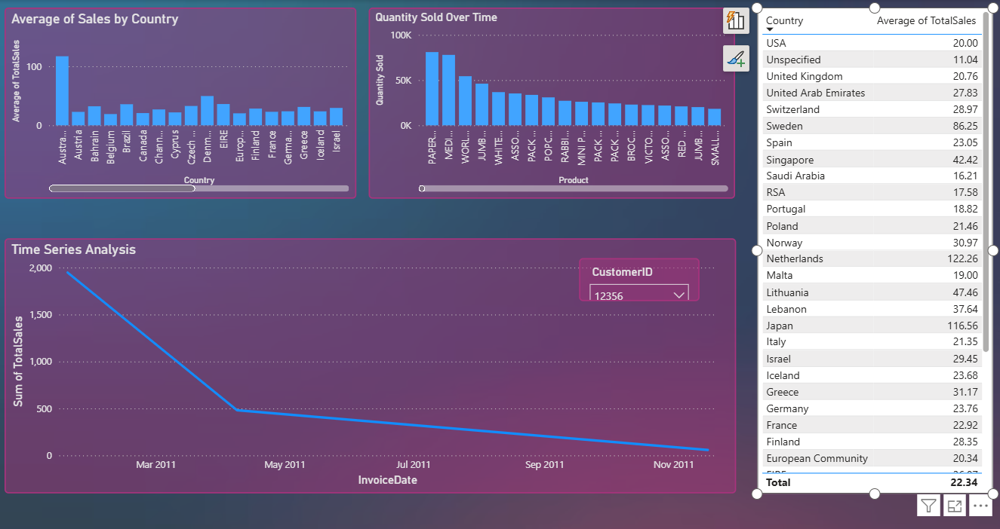 Average of Sales by Country
Average of TotalSales
100
0
Austra...
Austria
Bahrain
Belgium
Brazil
Canada
Chann...
Cyprus
Czech ...
Denm...
EIRE
Europ...
Finland
France
Germa...
Greece
Iceland
Israel
Country
Quantity Sold Over Time
Quantity Sold
100K
50K
0K
PAPER...
MEDI...
WORL...
JUMB...
WHITE...
ASSO...
PACK ...
POPC...
RABBI...
MINI P...
PACK ...
PACK ...
BROC...
VICTO...
ASSO...
RED ...
JUMB...
SMALL...
Product
Time Series Analysis
CustomerID
12356
Sum of TotalSales
2,000
1,500
1,000
500
0
Mar 2011 May 2011 Jul 2011 Sep 2011 Nov 2011
InvoiceDate
Country Average of TotalSales
USA 20.00
Unspecified 11.04
United Kingdom 20.76
United Arab Emirates 27.83
Switzerland 28.97
Sweden 86.25
Spain 23.05
Singapore 42.42
Saudi Arabia 16.21
RSA 17.58
Portugal 18.82
Poland 21.46
Norway 30.97
Netherlands 122.26
Malta 19.00
Lithuania 47.46
Lebanon 37.64
Japan 116.56
Italy 21.35
Israel 29.45
Iceland 23.68
Greece 31.17
Germany 23.76
France 22.92
Finland 28.35
European Community 20.34
Total 22.34